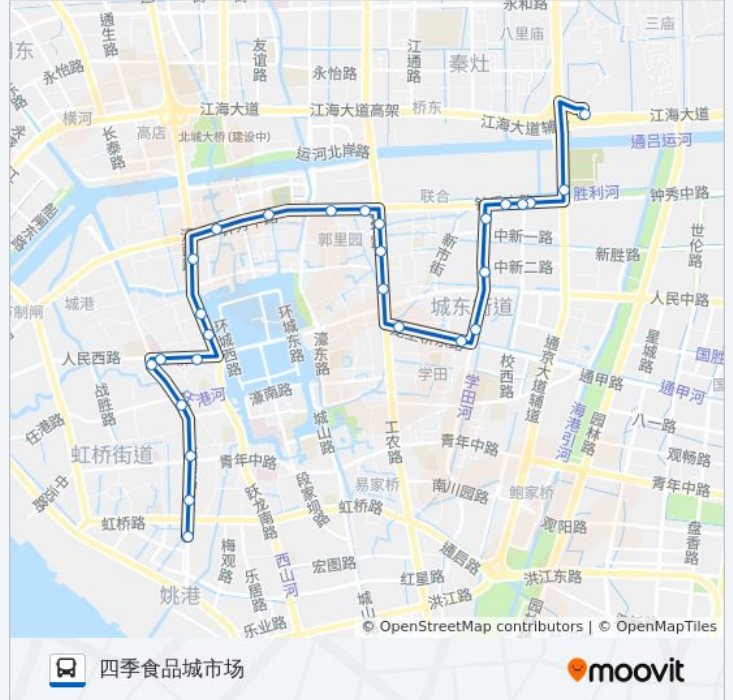 永和路
三庙
八里庙
通生路
川东
友谊路
江通路
秦灶
永怡路
永怡路
江海大道
江海大道高架
桥东
江海大道辅
江海大道
横河
高店
北城大桥 (建设中)
长泰路
通吕运河
运河北岸路
联合
胜利河
钟秀中路
郭里园
新市街
中新一路
中新二路
新胜路
世伦路
城港
城东街道
人民中路
环城西路
环城东路
濠东路
人民西路
校西路
通京大道辅道
星城路
战胜路
学田
学田河
通甲路
通甲河
濠南路
任港路
城山路
工农路
海港引河
园林路
八一路
虹桥街道
青年中路
青年中路
观畅路
段家坝路
易家桥
南川园路
鲍家桥
青年中路
跃龙南路
虹桥路
虹桥路
观阳路
盘香路
梅观路
西山河
宏图路
通启路
姚港
乐居路
红星路
洪江东路
洪江路
乐业路
© OpenStreetMap contributors | © OpenMapTiles
四季食品城市场
moovit